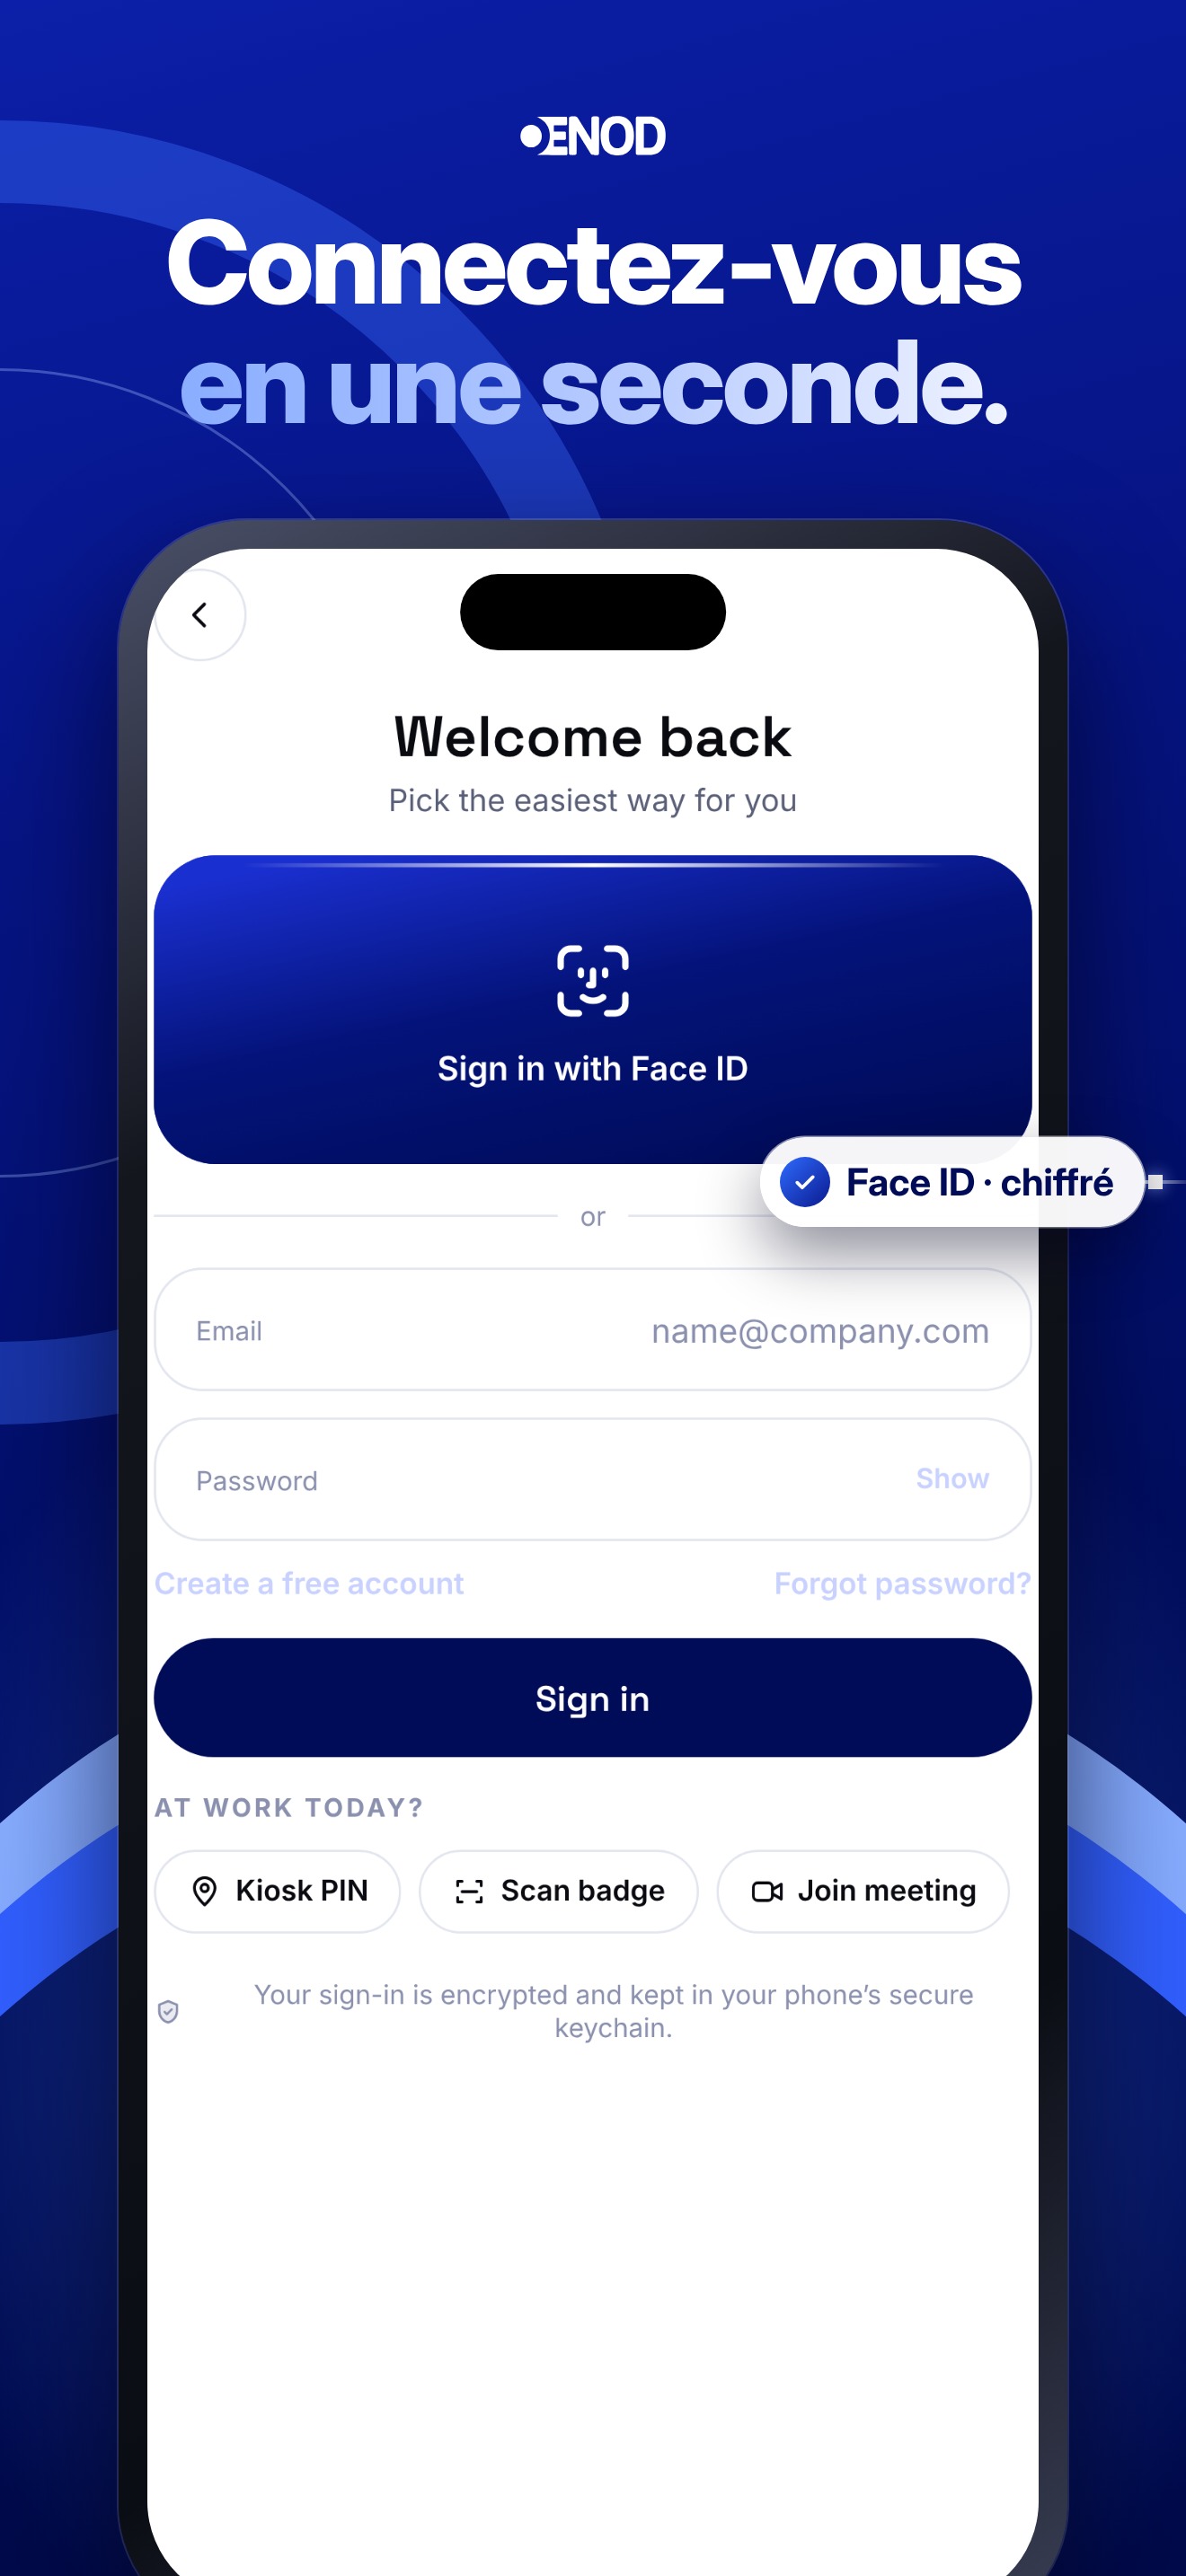 ENOD
Connectez-vous
en une seconde.
Welcome back
Pick the easiest way for you
Sign in with Face ID
Face ID · chiffré
or
Email
name@company.com
Password
Show
Create a free account
Forgot password?
Sign in
AT WORK TODAY?
Kiosk PIN
Scan badge
Join meeting
Your sign-in is encrypted and kept in your phone’s secure
keychain.